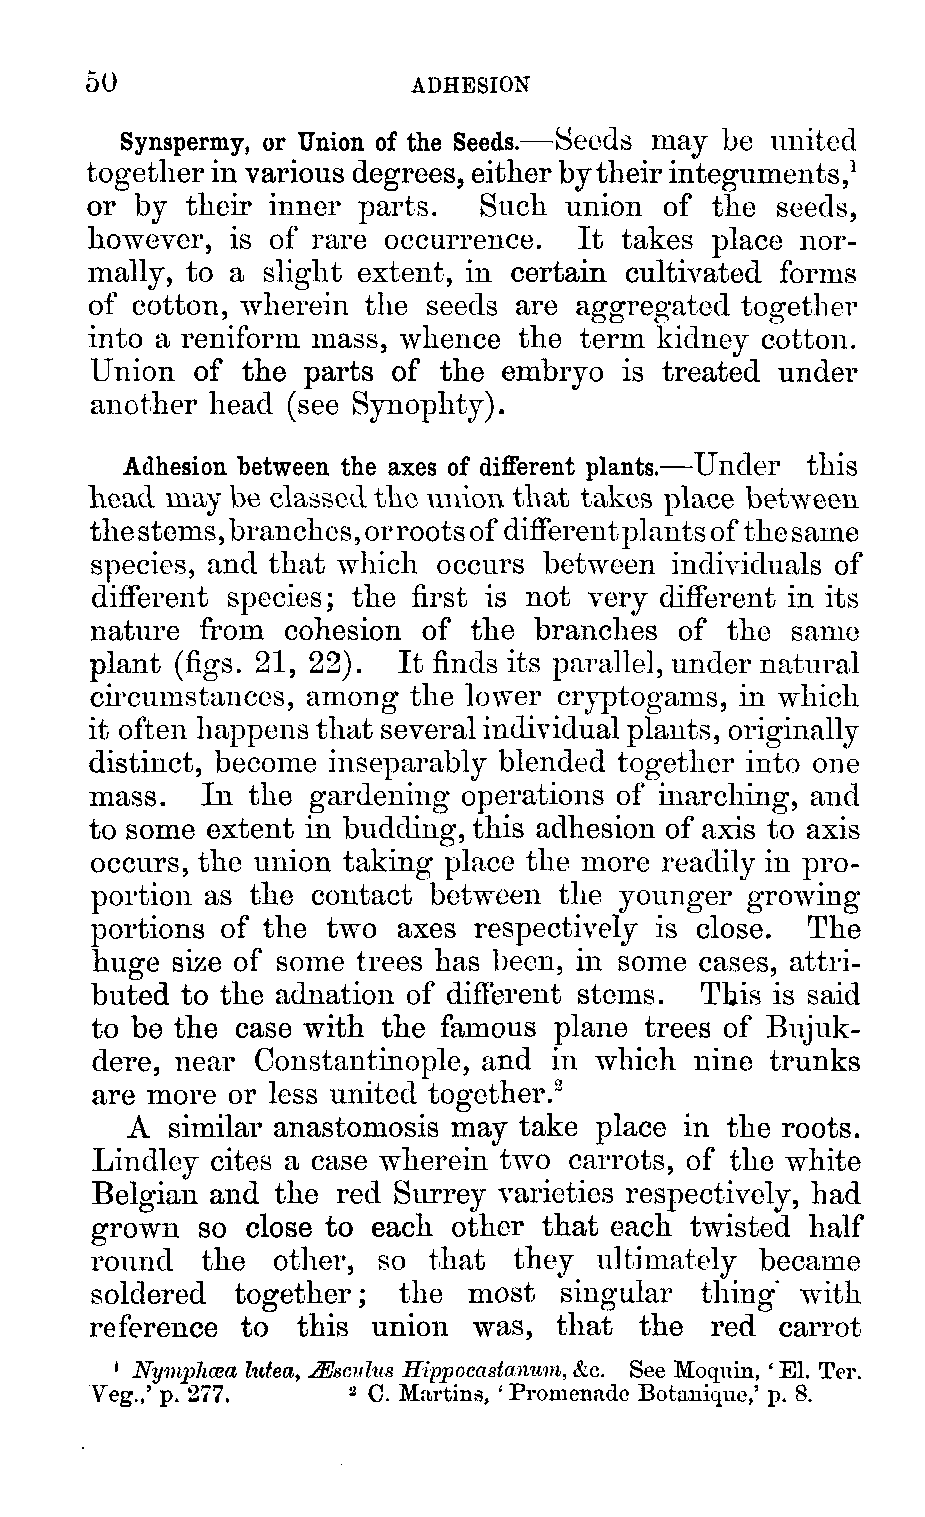 50 ADHESION
Synspermy, or Union of the Seeds.—Seeds may be united
together in various degrees, either by their integuments,¹
or by their inner parts. Such union of the seeds,
however, is of rare occurrence. It takes place nor-
mally, to a slight extent, in certain cultivated forms
of cotton, wherein the seeds are aggregated together
into a reniform mass, whence the term kidney cotton.
Union of the parts of the embryo is treated under
another head (see Synophty).
Adhesion between the axes of different plants.—Under this
head may be classed the union that takes place between
the stems, branches, or roots of different plants of the same
species, and that which occurs between individuals of
different species; the first is not very different in its
nature from cohesion of the branches of the same
plant (figs. 21, 22). It finds its parallel, under natural
circumstances, among the lower cryptogams, in which
it often happens that several individual plants, originally
distinct, become inseparably blended together into one
mass. In the gardening operations of inarching, and
to some extent in budding, this adhesion of axis to axis
occurs, the union taking place the more readily in pro-
portion as the contact between the younger growing
portions of the two axes respectively is close. The
huge size of some trees has been, in some cases, attri-
buted to the adnation of different stems. This is said
to be the case with the famous plane trees of Bujuk-
dere, near Constantinople, and in which nine trunks
are more or less united together.²
A similar anastomosis may take place in the roots.
Lindley cites a case wherein two carrots, of the white
Belgian and the red Surrey varieties respectively, had
grown so close to each other that each twisted half
round the other, so that they ultimately became
soldered together; the most singular thing with
reference to this union was, that the red carrot
¹ Nymphœa lutea, Æsculus Hippocastanum, &c. See Moquin, ‘El. Ter.
Veg.,’ p. 277. ² C. Martins, ‘Promenade Botanique,’ p. 8.